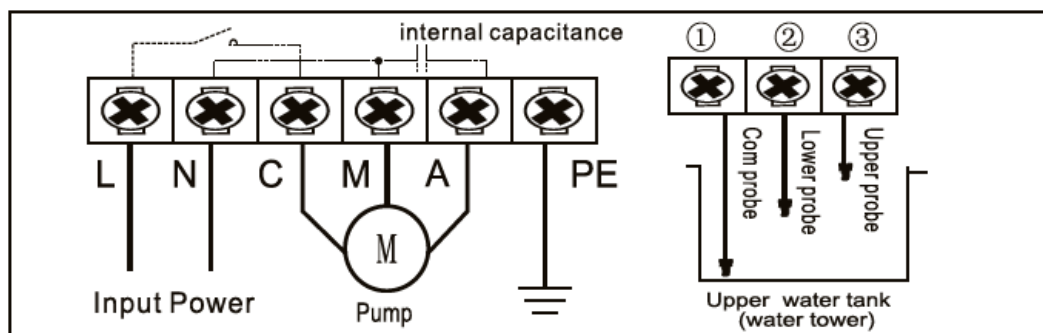 internal capacitance
① ② ③
L N C M A PE
M
Pump
Input Power
Com probe
Lower probe
Upper probe
Upper water tank
(water tower)